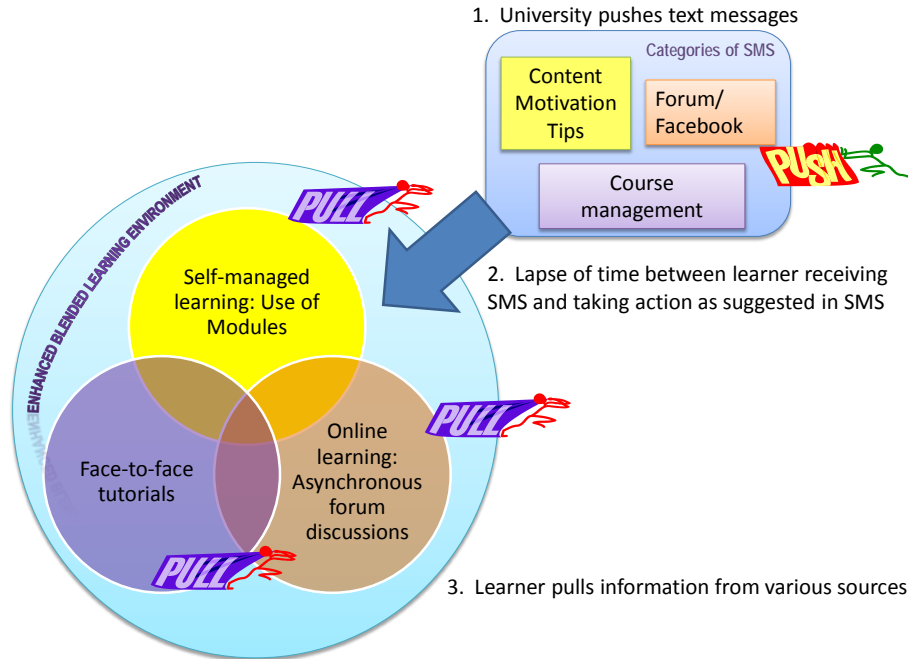 1. University pushes text messages
Categories of SMS
Content
Motivation
Tips
Forum/
Facebook
PUSH
Course
management
PULL
ENHANCED BLENDED LEARNING ENVIRONMENT
Self-managed
learning: Use of
Modules
2. Lapse of time between learner receiving
SMS and taking action as suggested in SMS
PULL
Online
learning:
Asynchronous
forum
discussions
Face-to-face
tutorials
PULL
3. Learner pulls information from various sources